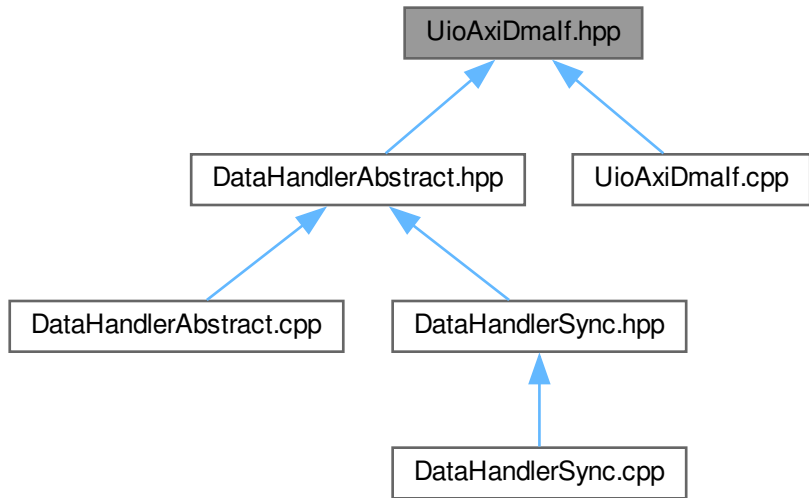 UioAxiDmaIf.hpp
DataHandlerAbstract.hpp
UioAxiDmaIf.cpp
DataHandlerAbstract.cpp
DataHandlerSync.hpp
DataHandlerSync.cpp